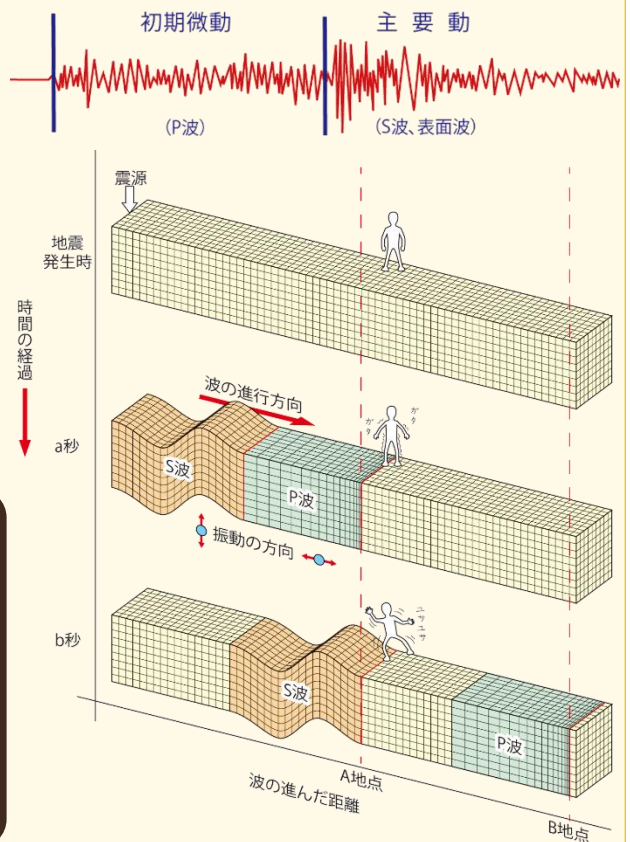 初期微動
主要動
(P波)
(S波、表面波)
震源
地震
発生時
時間の経過
波の進行方向
ガタ
ガタ
a秒
S波
P波
振動の方向
ユサユサ
b秒
S波
P波
A地点
波の進んだ距離
B地点